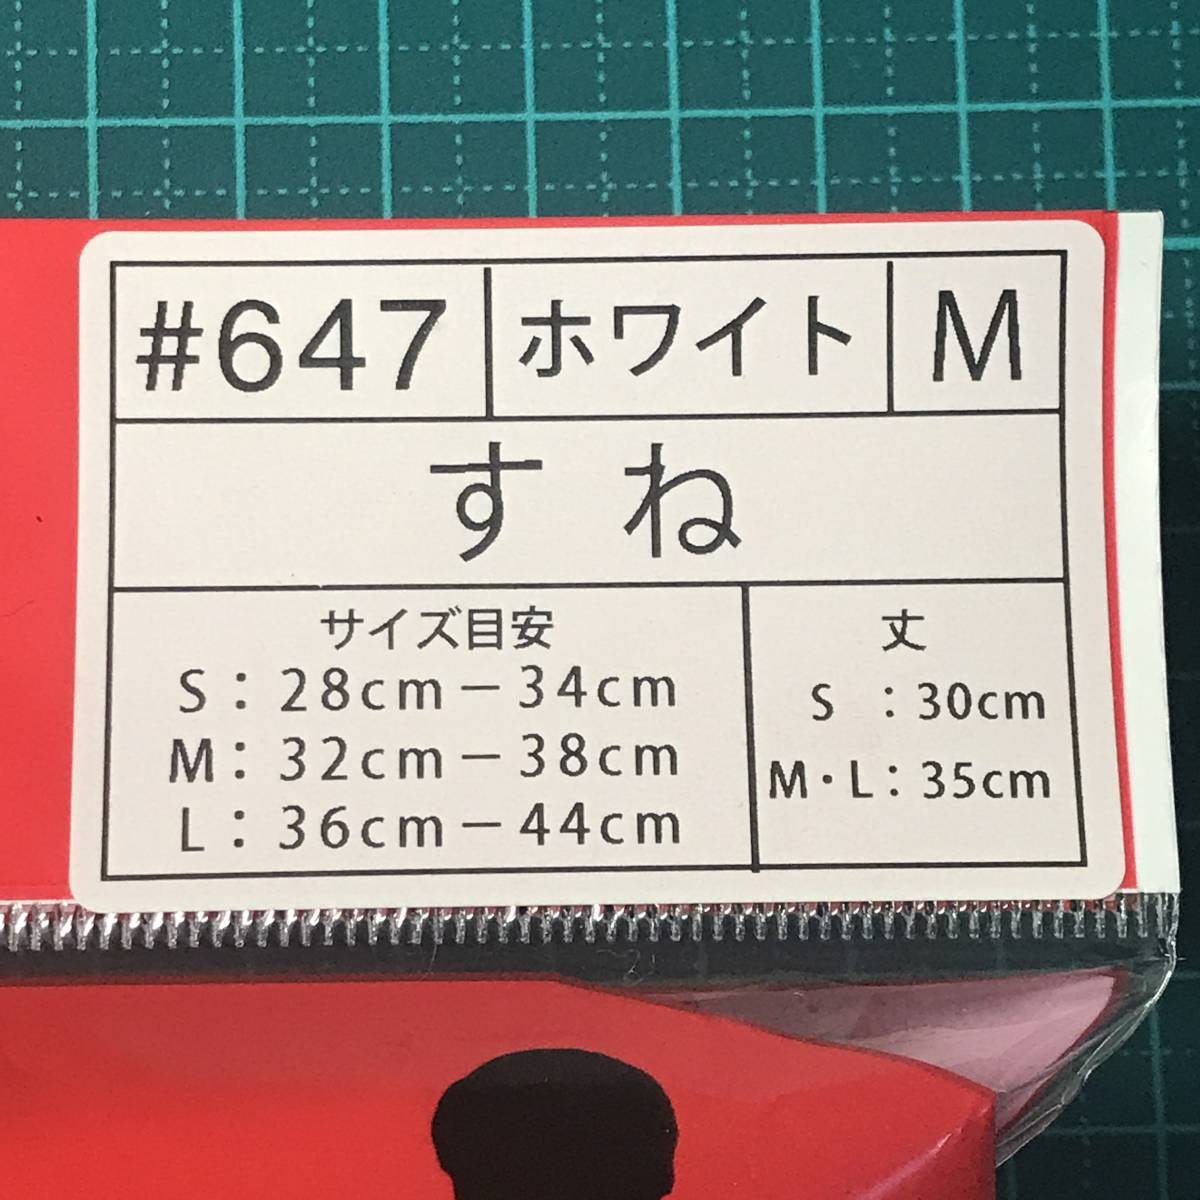 #647 ホワイト M
すね
サイズ目安
S：28cm－34cm
M：32cm－38cm
L：36cm－44cm
丈
S ：30cm
M・L：35cm